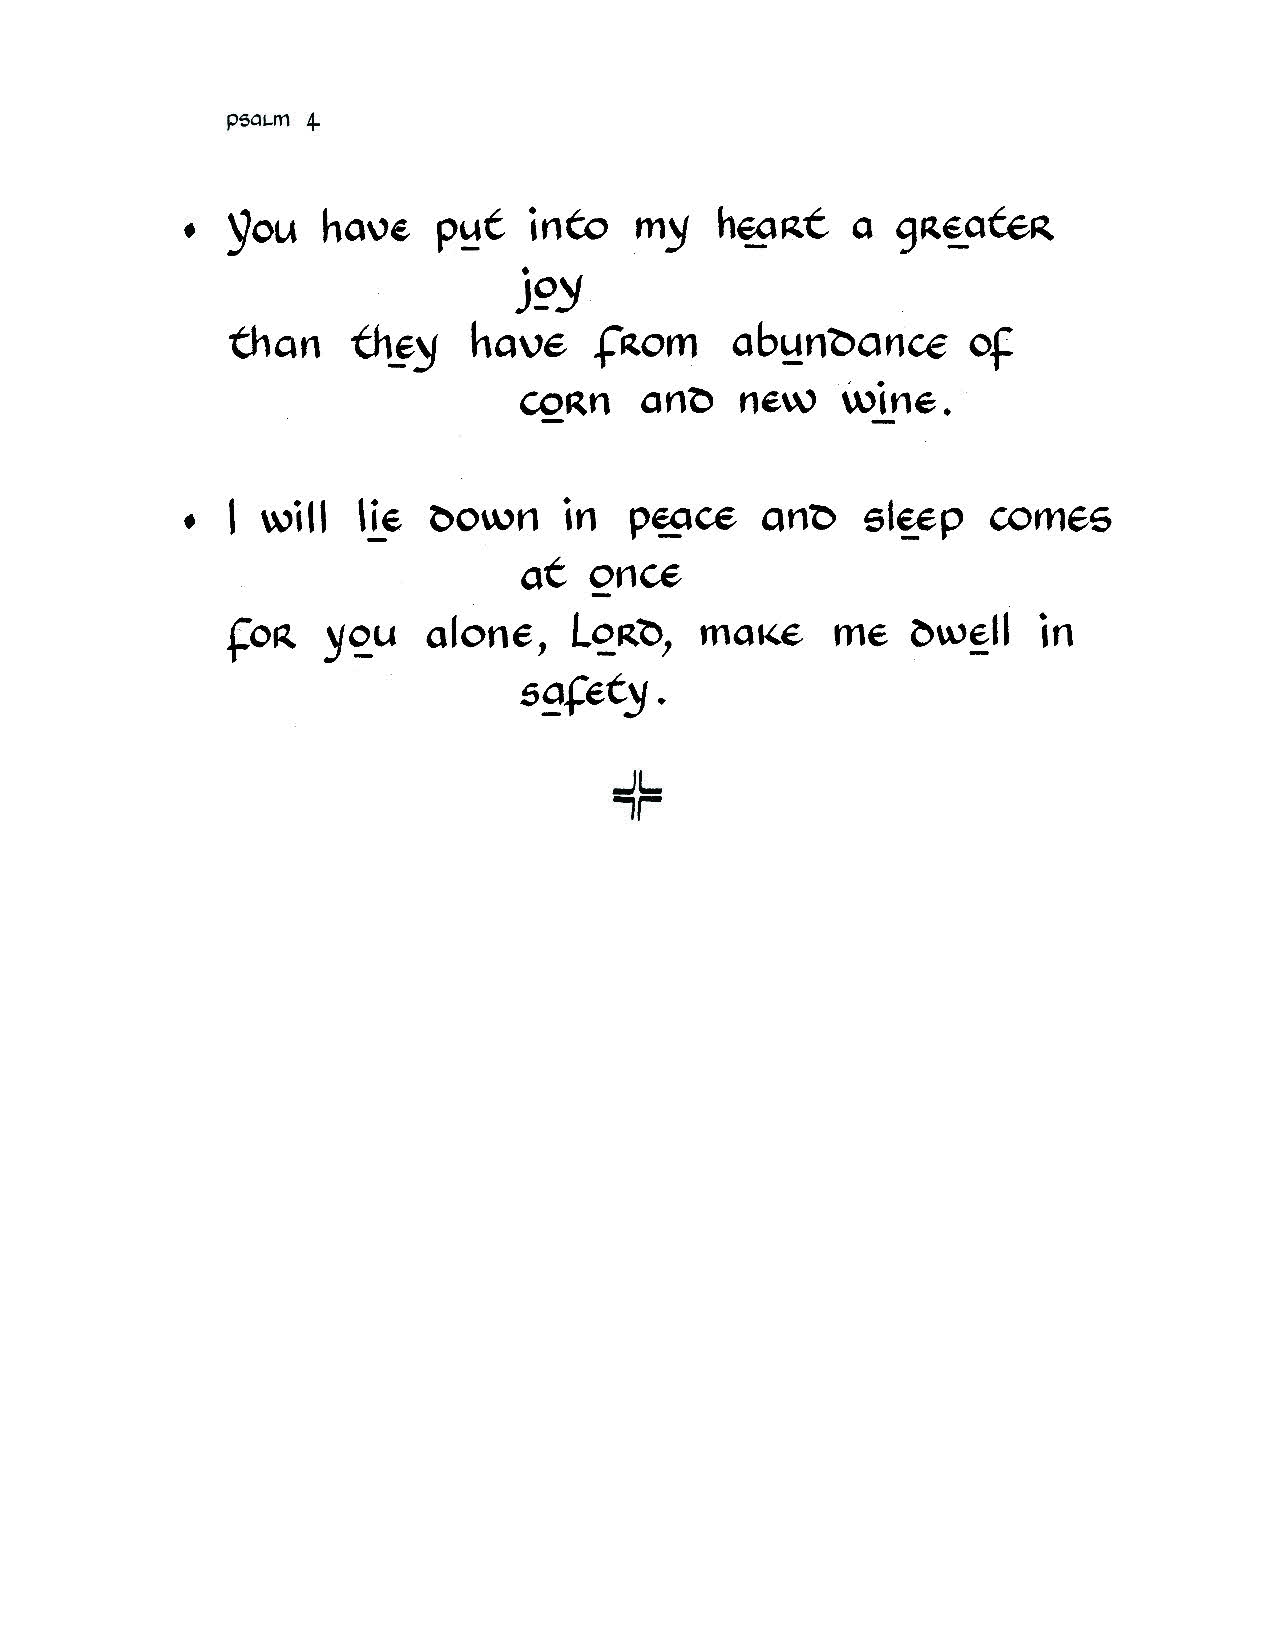 psalm 4
• You have put into my heart a greater
joy
than they have from abundance of
corn and new wine.
• I will lie down in peace and sleep comes
at once
for you alone, Lord, make me dwell in
safety.